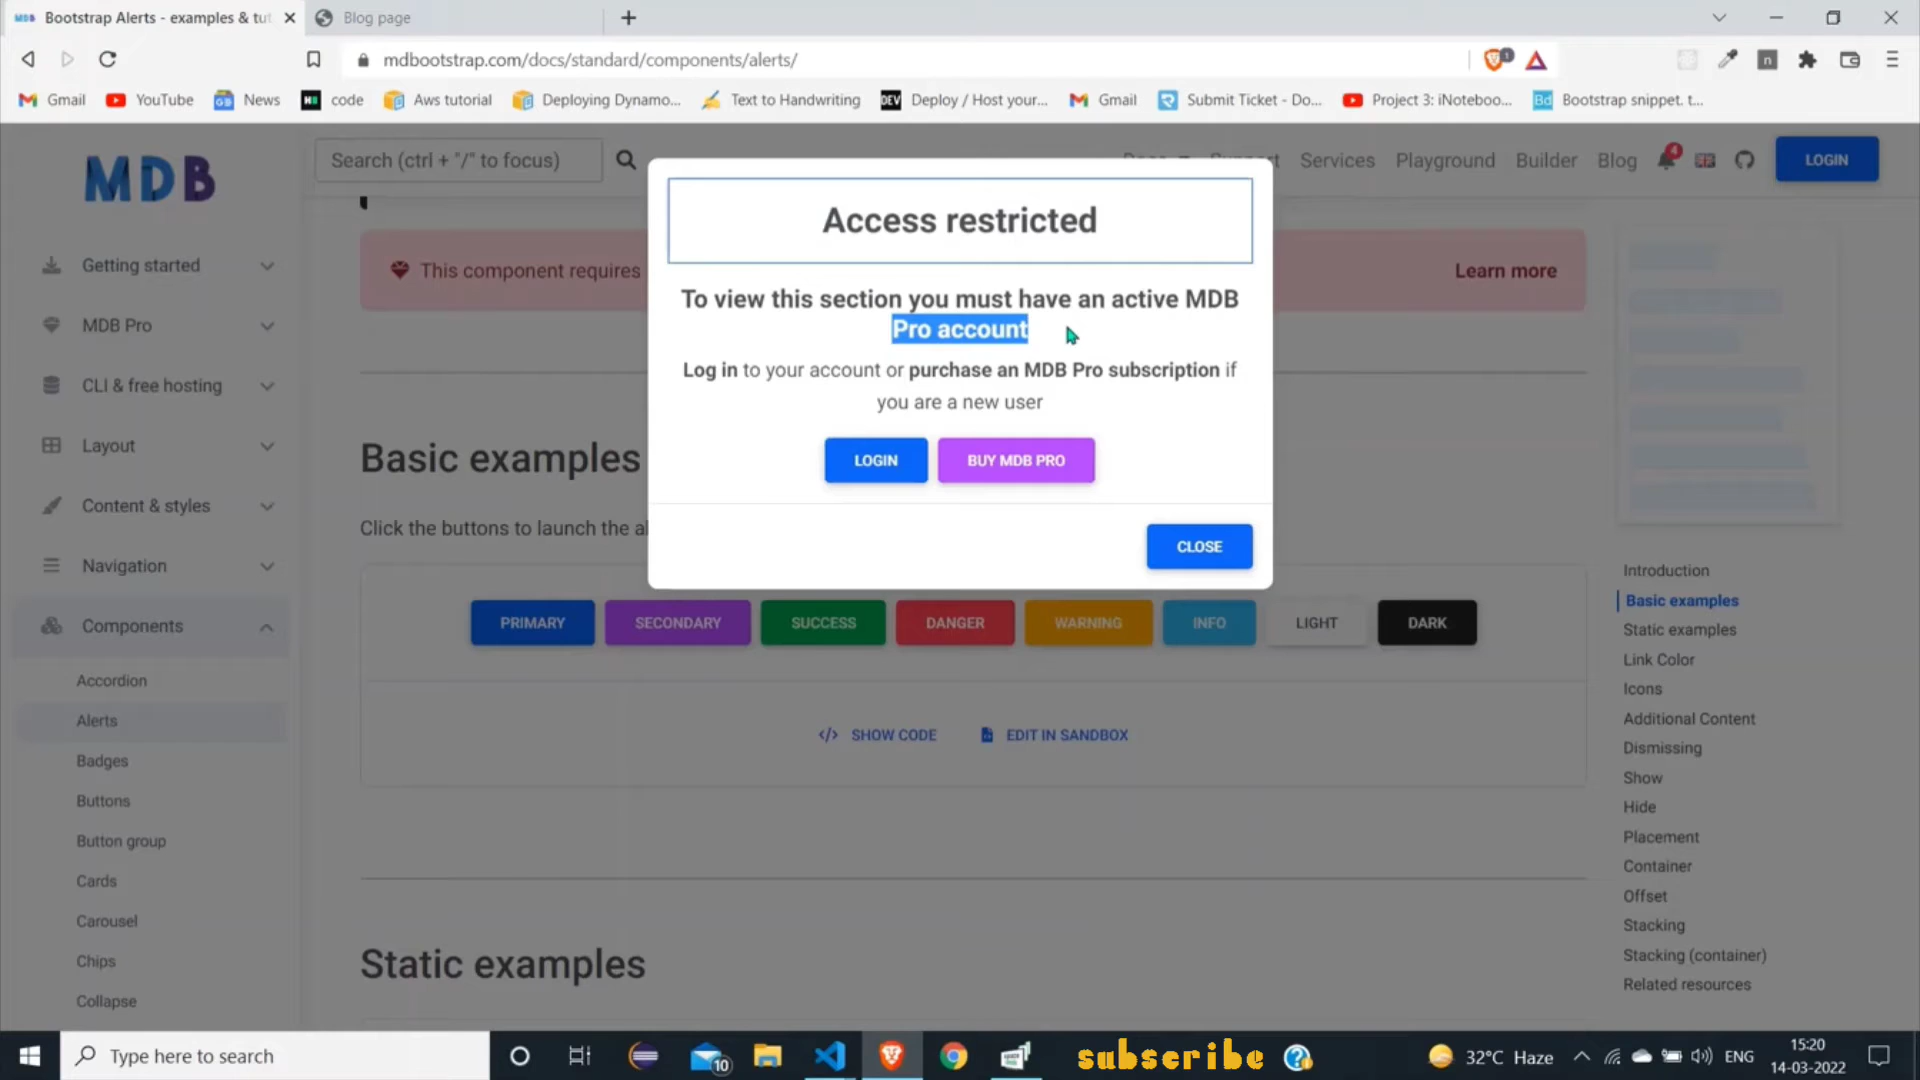 Bootstrap Alerts - examples & tut
Blog page
mdbootstrap.com/docs/standard/components/alerts/
1
n
Gmail
YouTube
News
code
Aws tutorial
Deploying Dynamo...
Text to Handwriting
DEV
Deploy / Host your...
Gmail
Submit Ticket - Do...
Project 3: iNoteboo...
Bd
Bootstrap snippet. t...
MDB
Search (ctrl + "/" to focus)
Services
Playground
Builder
Blog
4
LOGIN
Getting started
MDB Pro
CLI & free hosting
Layout
Content & styles
Navigation
Components
Accordion
Alerts
Badges
Buttons
Button group
Cards
Carousel
Chips
Collapse
This component requires
Learn more
Access restricted
To view this section you must have an active MDB
Pro account
Log in to your account or purchase an MDB Pro subscription if
you are a new user
LOGIN
BUY MDB PRO
CLOSE
Basic examples
Click the buttons to launch the al
PRIMARY
SECONDARY
SUCCESS
DANGER
WARNING
INFO
LIGHT
DARK
</> SHOW CODE
EDIT IN SANDBOX
Static examples
Introduction
Basic examples
Static examples
Link Color
Icons
Additional Content
Dismissing
Show
Hide
Placement
Container
Offset
Stacking
Stacking (container)
Related resources
Type here to search
10
subscribe
32°C Haze
ENG
15:20
14-03-2022